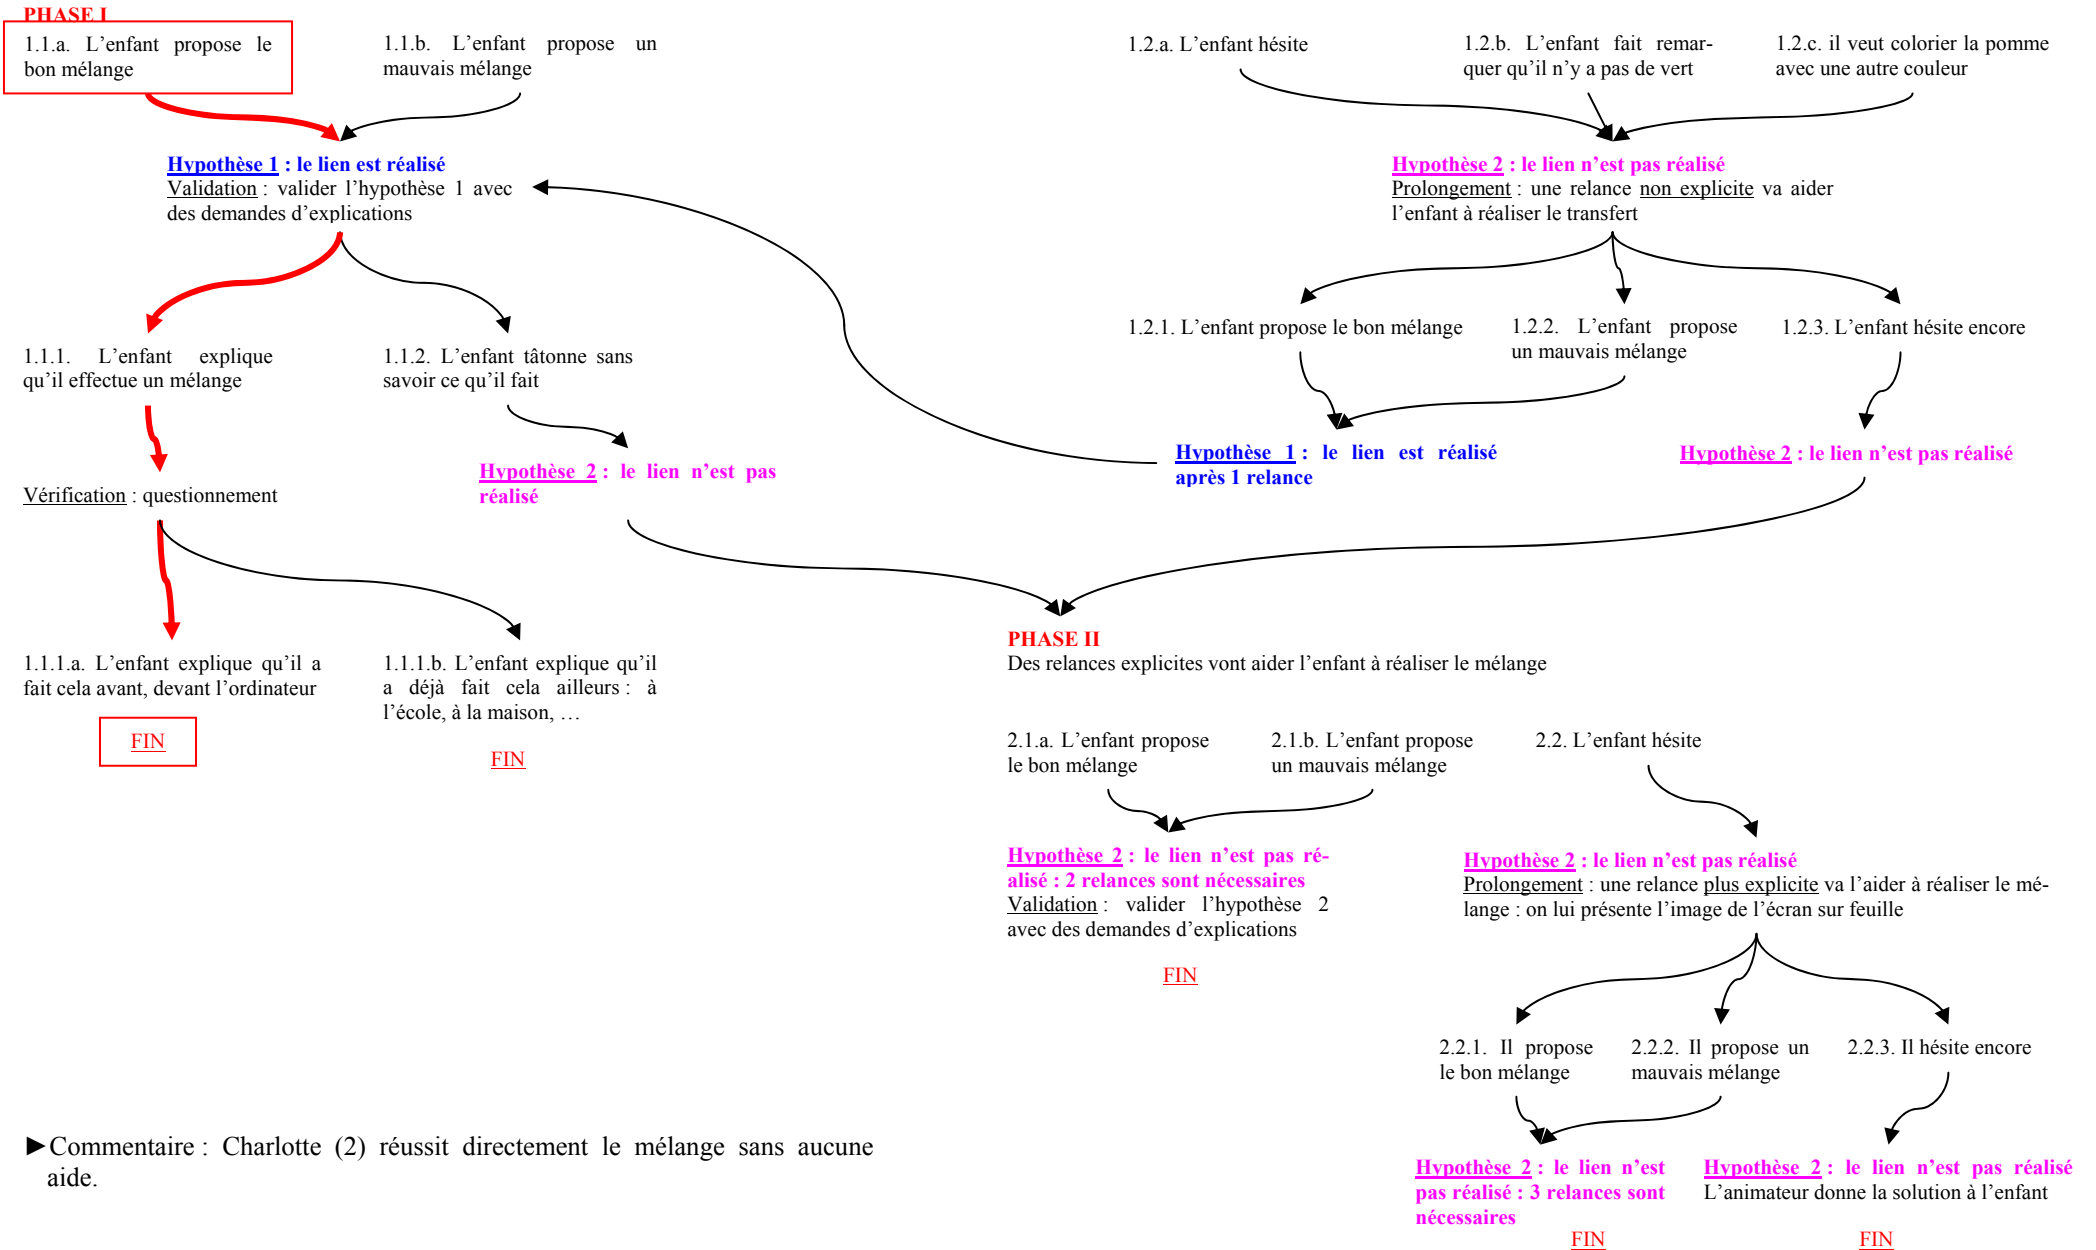 PHASE I
1.1.a. L’enfant propose le
bon mélange
1.1.b. L’enfant propose un
mauvais mélange
1.2.a. L’enfant hésite
1.2.b. L’enfant fait remar-
quer qu’il n’y a pas de vert
1.2.c. il veut colorier la pomme
avec une autre couleur
Hypothèse 1 : le lien est réalisé
Validation : valider l’hypothèse 1 avec
des demandes d’explications
Hypothèse 2 : le lien n'est pas réalisé
Prolongement : une relance non explicite va aider
l’enfant à réaliser le transfert
1.1.1. L’enfant explique
qu’il effectue un mélange
1.1.2. L’enfant tâtonne sans
savoir ce qu’il fait
1.2.1. L’enfant propose le bon mélange
1.2.2. L’enfant propose
un mauvais mélange
1.2.3. L’enfant hésite encore
Vérification : questionnement
Hypothèse 2 : le lien n'est pas
réalisé
Hypothèse 1 : le lien est réalisé
après 1 relance
Hypothèse 2 : le lien n’est pas réalisé
1.1.1.a. L’enfant explique qu’il a
fait cela avant, devant l’ordinateur
FIN
1.1.1.b. L’enfant explique qu’il
a déjà fait cela ailleurs : à
l’école, à la maison, …
FIN
PHASE II
Des relances explicites vont aider l’enfant à réaliser le mélange
2.1.a. L’enfant propose
le bon mélange
2.1.b. L’enfant propose
un mauvais mélange
2.2. L’enfant hésite
Hypothèse 2 : le lien n’est pas ré-
alisé : 2 relances sont nécessaires
Validation : valider l’hypothèse 2
avec des demandes d’explications
FIN
Hypothèse 2 : le lien n’est pas réalisé
Prolongement : une relance plus explicite va l’aider à réaliser le mé-
lange : on lui présente l’image de l’écran sur feuille
2.2.1. Il propose
le bon mélange
2.2.2. Il propose un
mauvais mélange
2.2.3. Il hésite encore
Hypothèse 2 : le lien n’est
pas réalisé : 3 relances sont
nécessaires
FIN
Hypothèse 2 : le lien n’est pas réalisé
L’animateur donne la solution à l’enfant
FIN
►Commentaire : Charlotte (2) réussit directement le mélange sans aucune
aide.